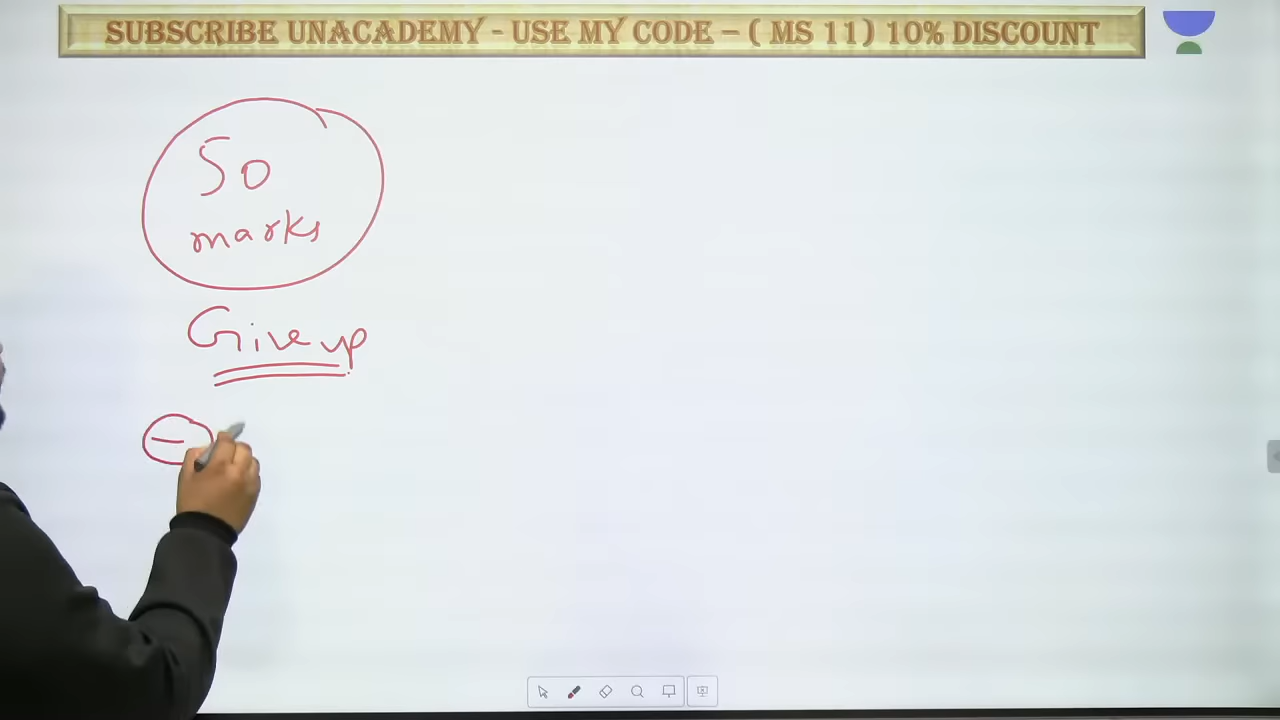 SUBSCRIBE UNACADEMY - USE MY CODE – ( MS 11) 10% DISCOUNT
50
marks
Give up